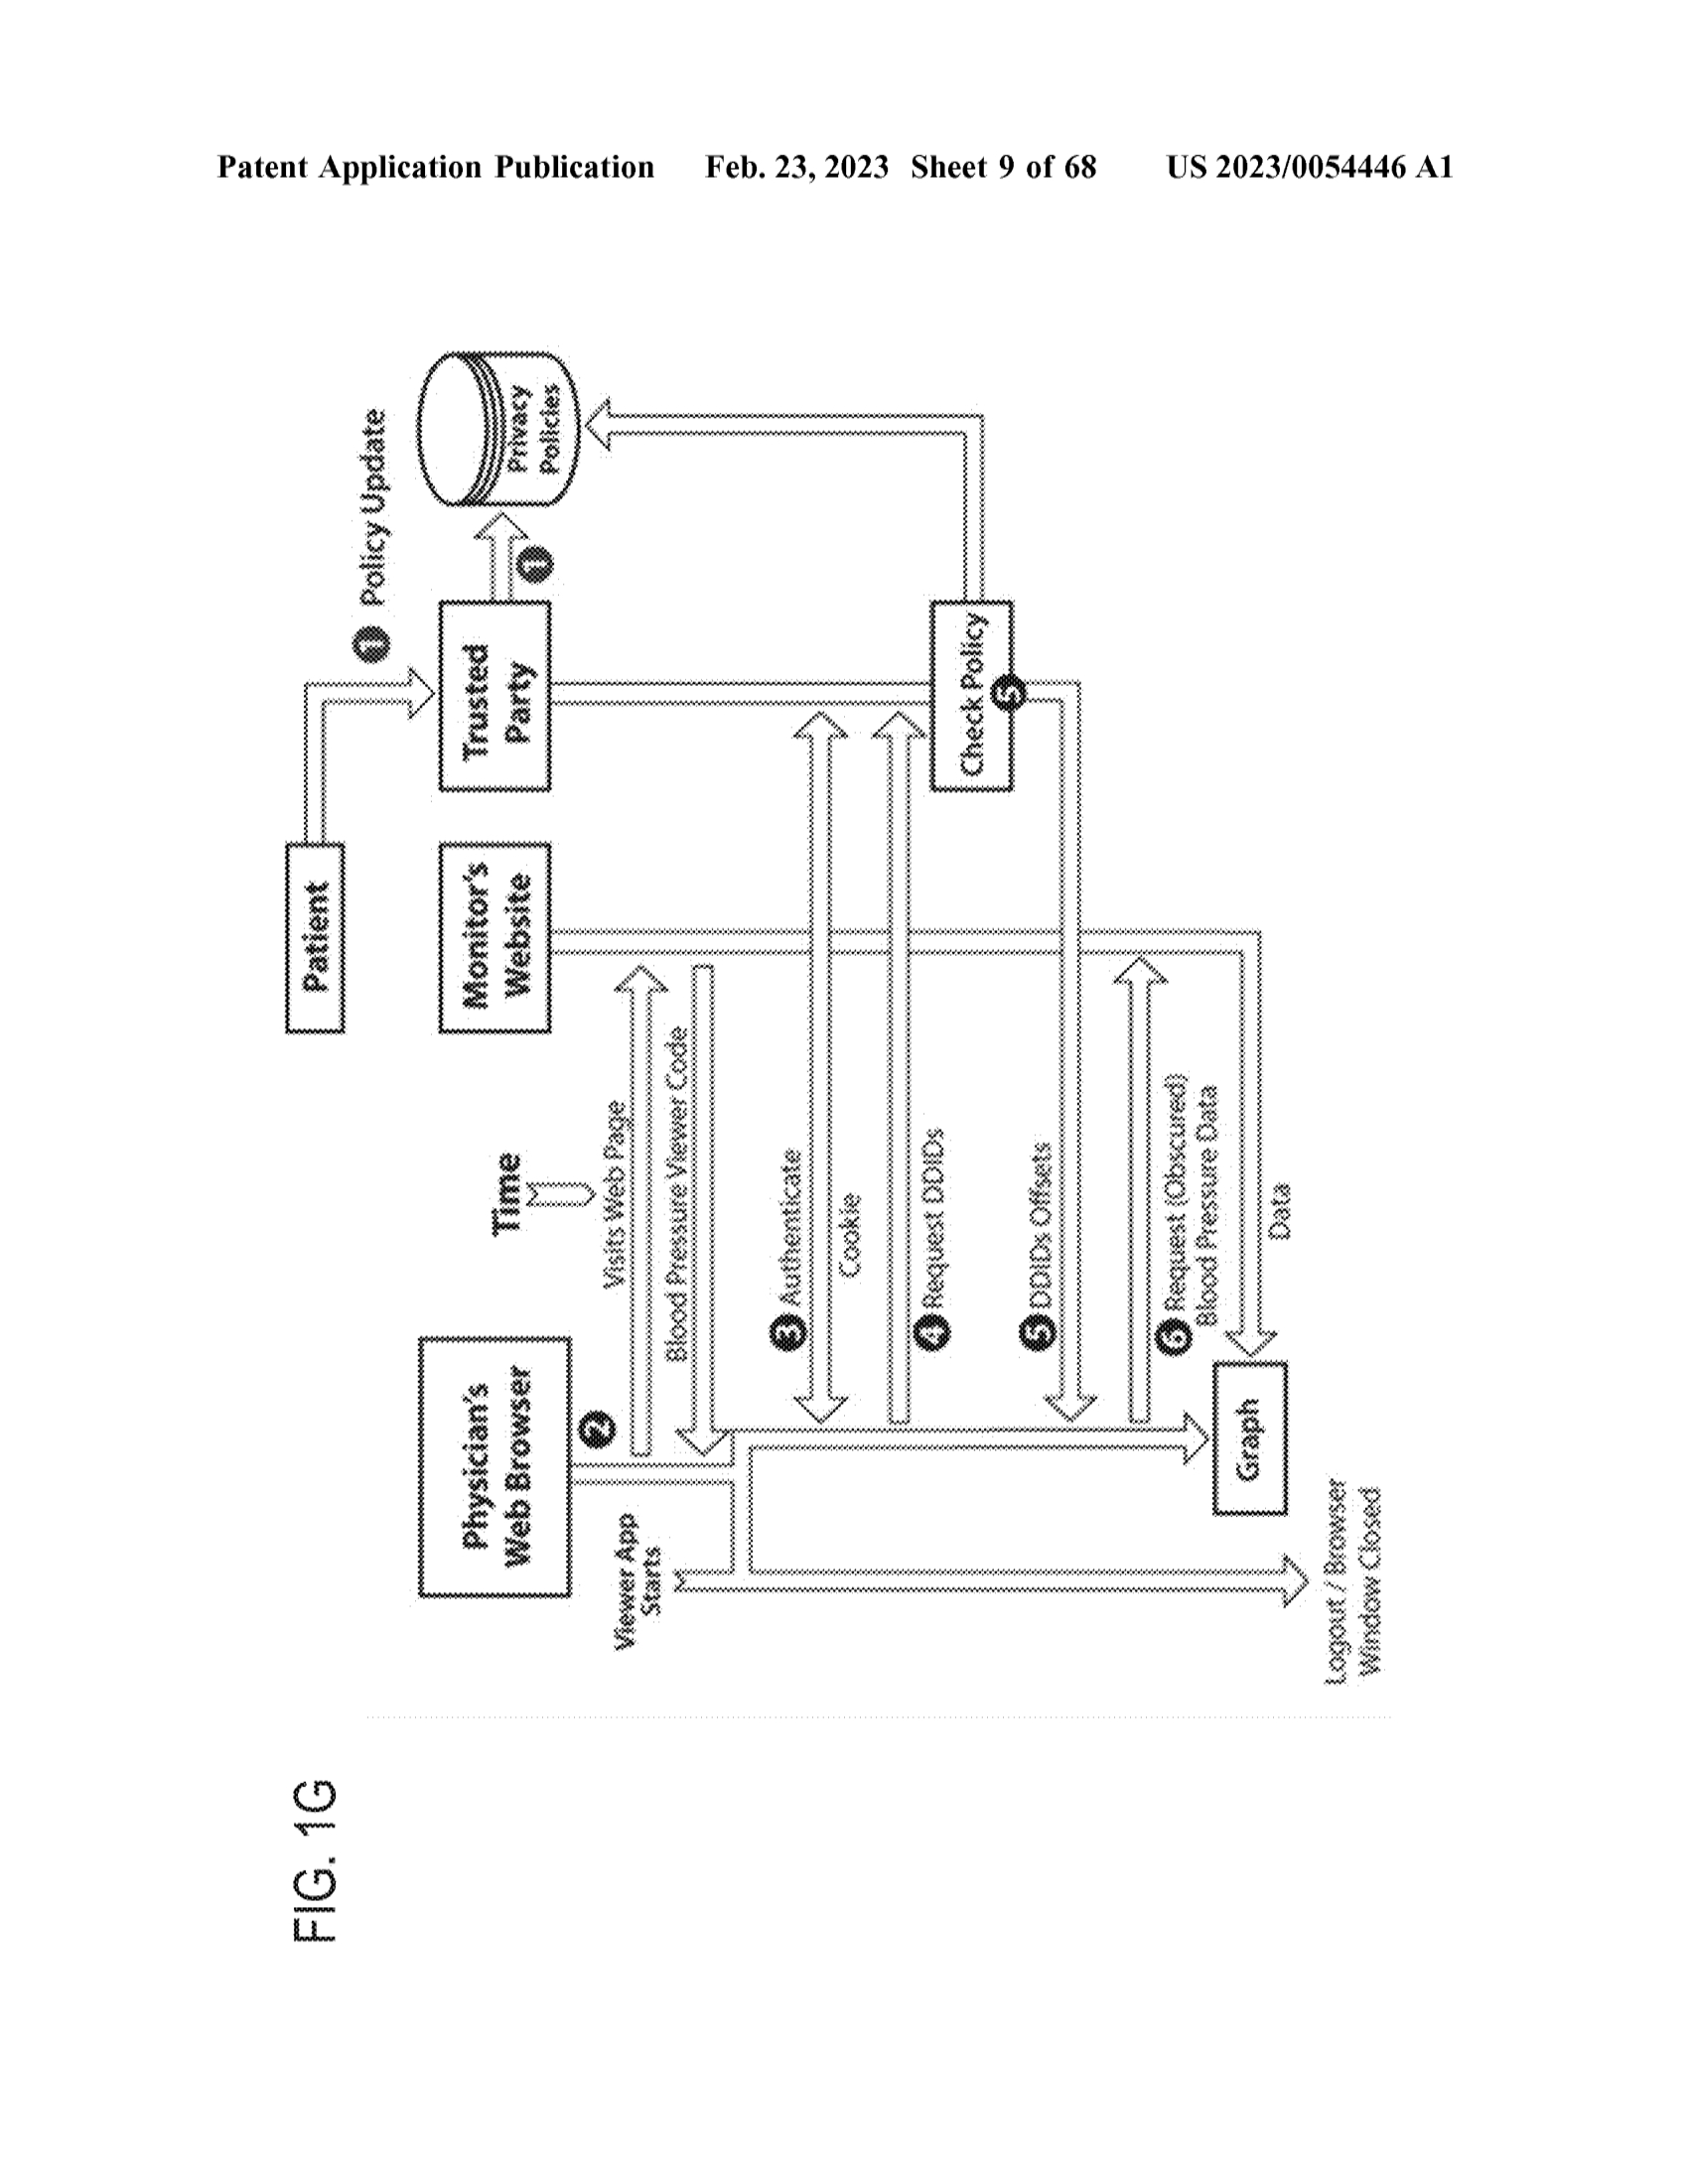 Patent Application Publication Feb. 23, 2023 Sheet 9 of 68 US 2023/0054446 A1
FIG. 1G
Patient
1 Policy Update
Physician's
Web Browser
Monitor's
Website
Trusted
Party
Privacy
Policies
1
Time
2
Visits Web Page
Viewer App
Starts
Blood Pressure Viewer Code
3 Authenticate
Cookie
4 Request DDIDs
Check Policy
5
5 DDIDs Offsets
6 Request (Obscured)
Blood Pressure Data
Graph
Data
Logout / Browser
Window Closed